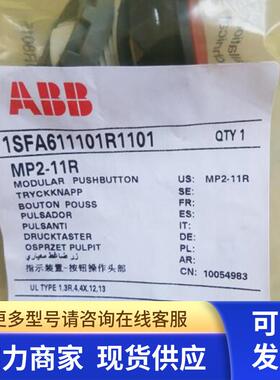 ABB
1SFA611101R1101
QTY 1
MP2-11R
MODULAR PUSHBUTTON US: MP2-11R
TRYCKKNAPP SE:
BOUTON POUSS FR:
PULSADOR ES:
PULSANTI IT:
DRUCKTASTER DE:
OSPRZET PULPIT PL:
زر ضاغط معياري AR:
指示装置-按钮操作头部 CN: 10054983
UL TYPE 1,3R,4,4X,12,13
更多型号请咨询在线客服
力商家 现货供应